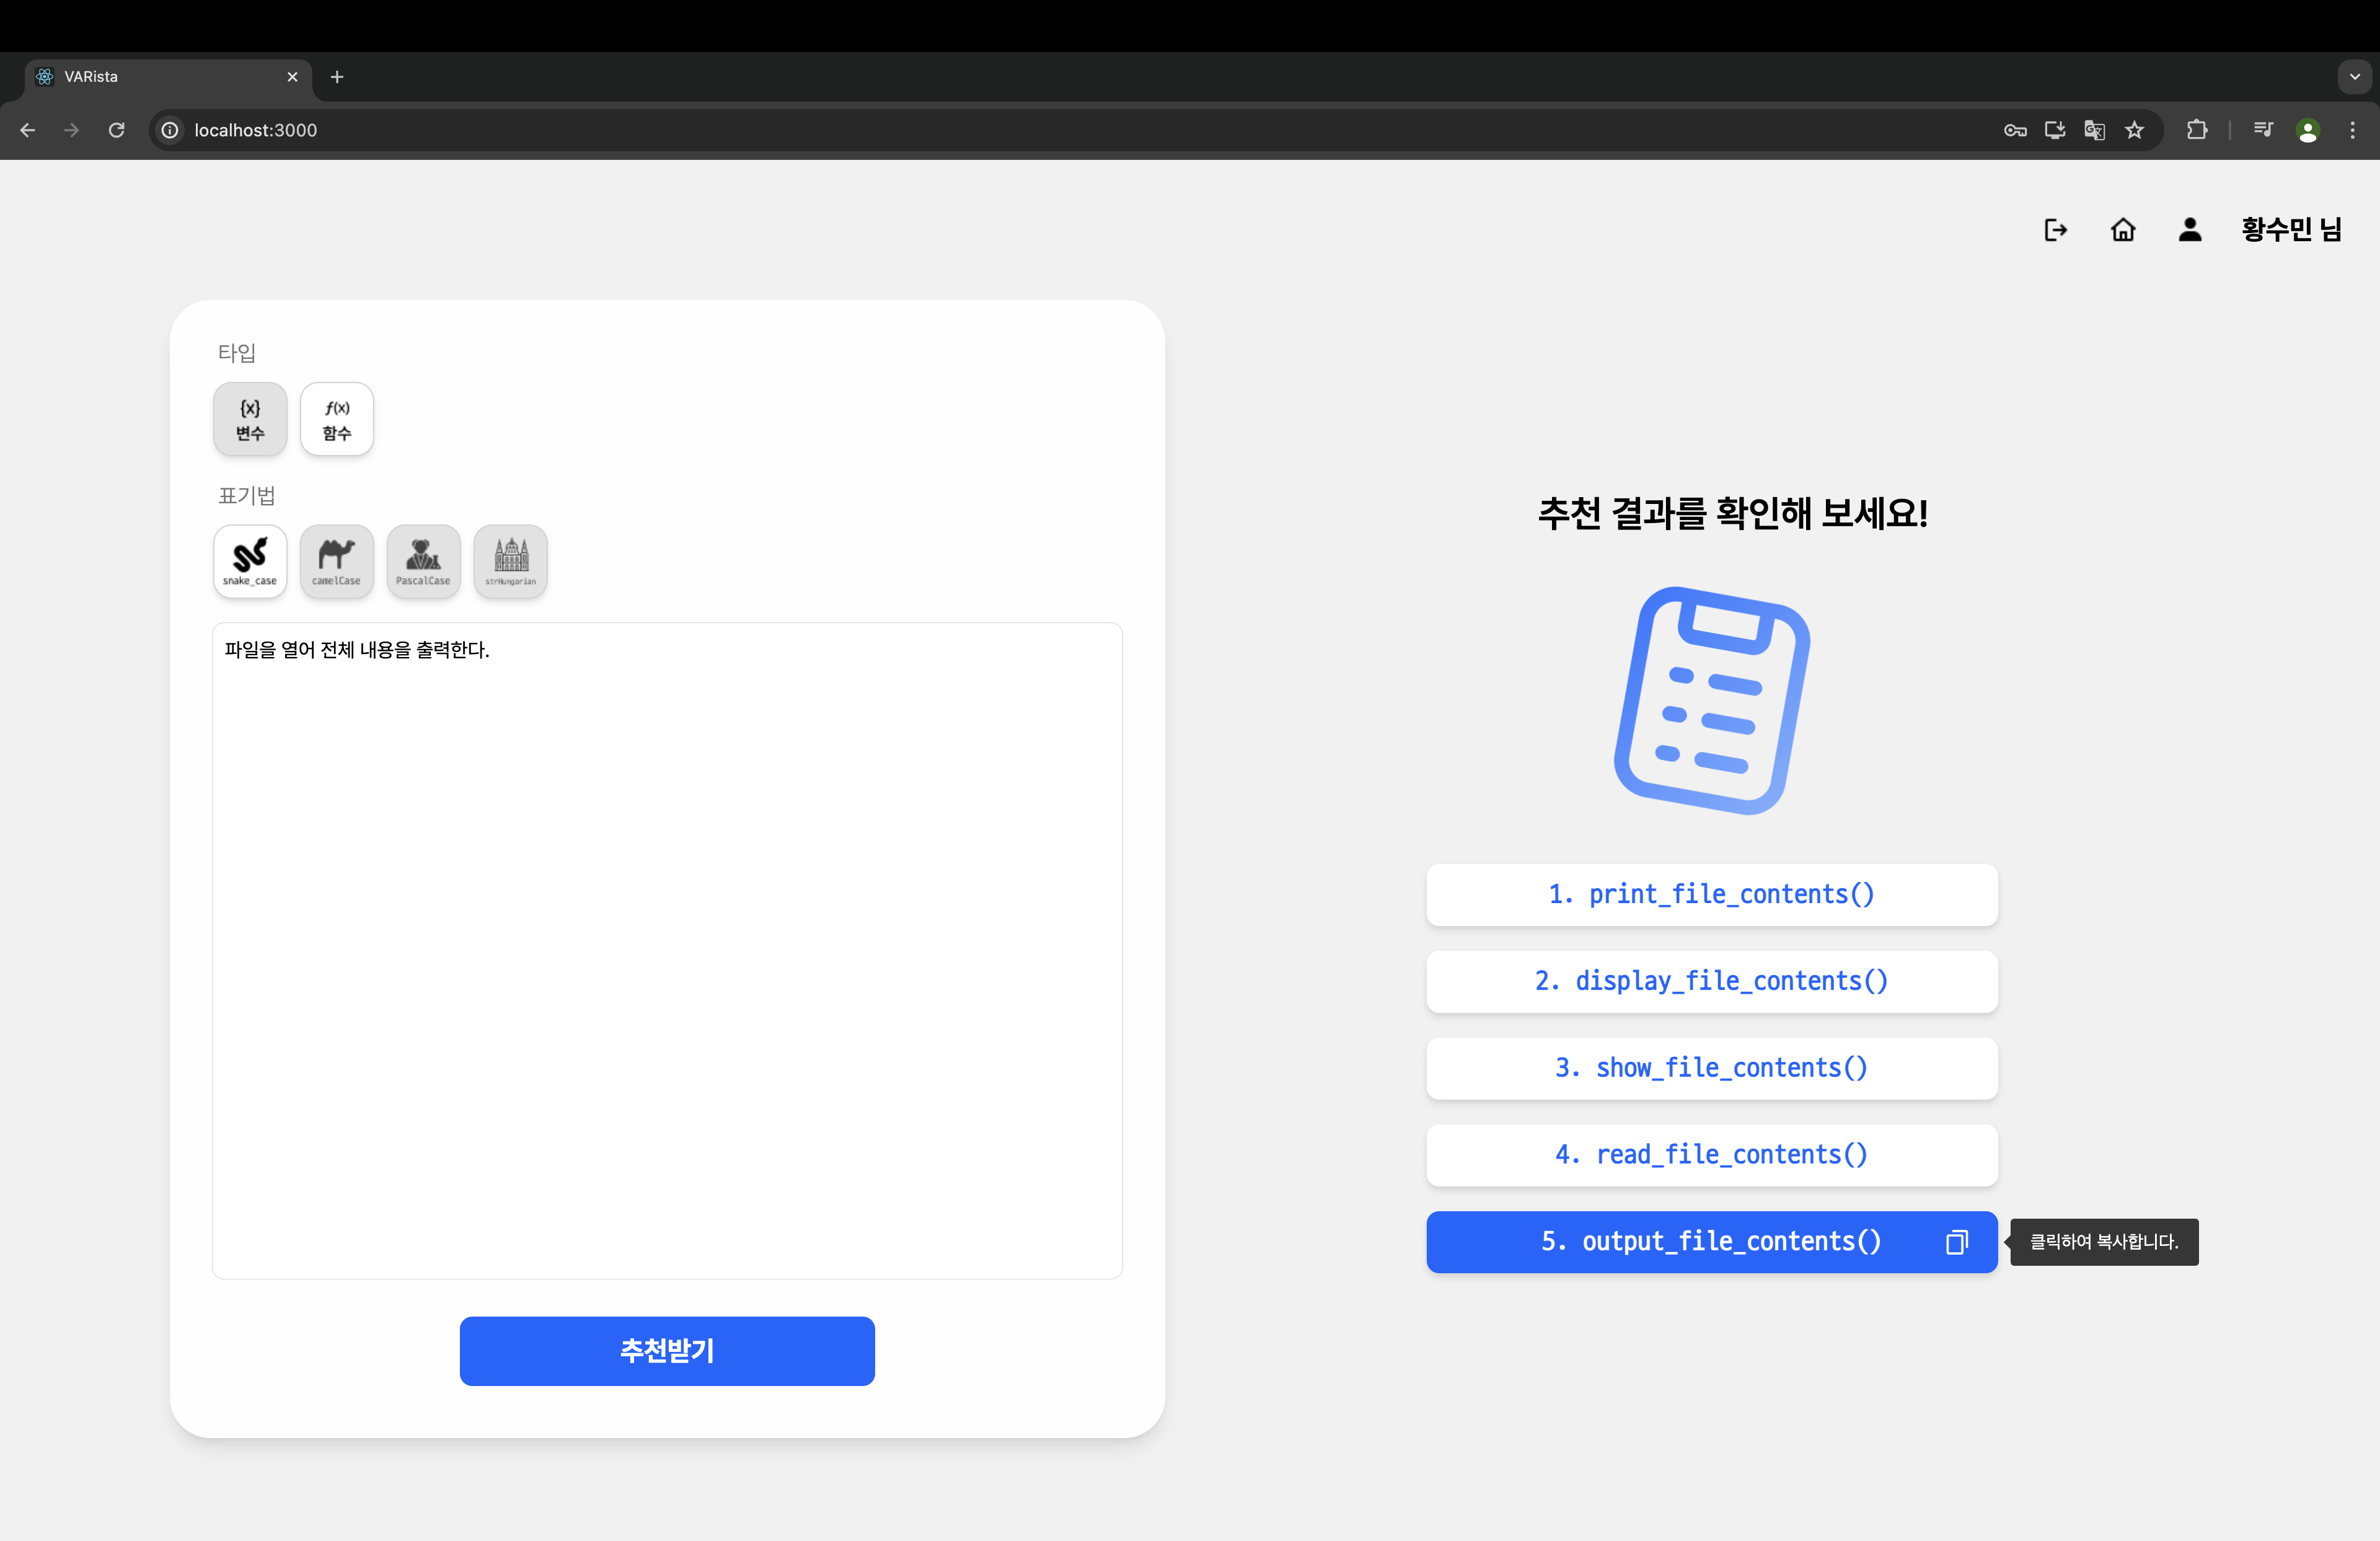 VARista
localhost:3000
황수민 님
타입
{x}
변수
f(x)
함수
표기법
snake_case
camelCase
PascalCase
strHungarian
파일을 열어 전체 내용을 출력한다.
추천받기
추천 결과를 확인해 보세요!
1. print_file_contents()
2. display_file_contents()
3. show_file_contents()
4. read_file_contents()
5. output_file_contents()
클릭하여 복사합니다.